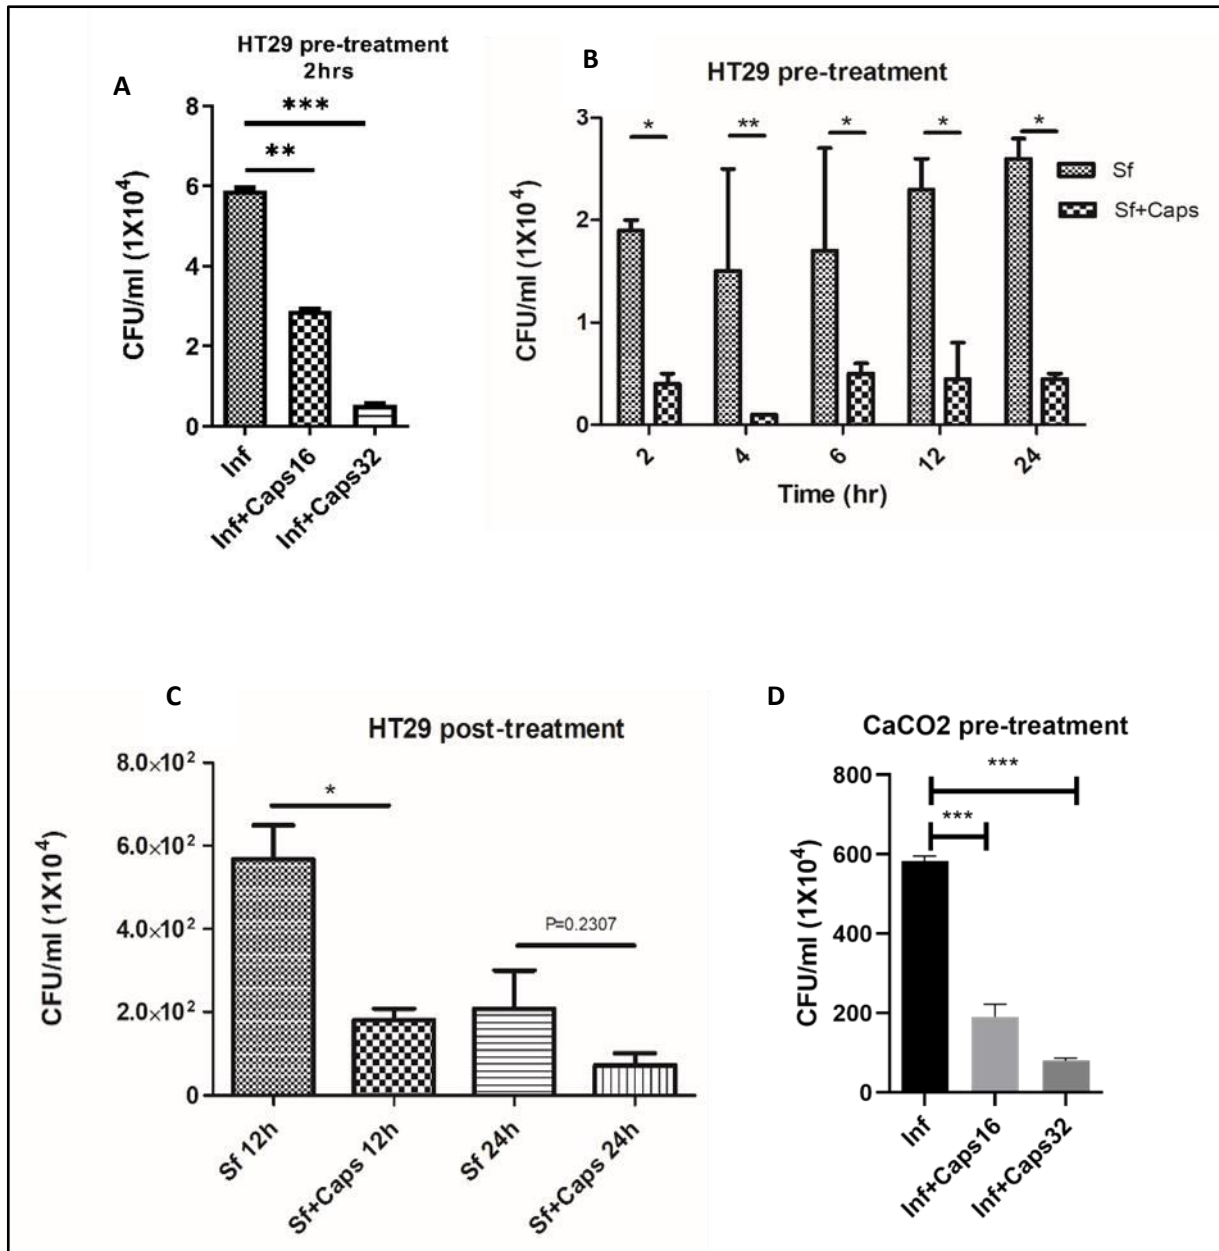 A
HT29 pre-treatment
2hrs
***
**
8
6
4
2
0
CFU/ml (1X10⁴)
Inf
Inf+Caps16
Inf+Caps32
B
HT29 pre-treatment
* ** * * *
3
2
1
0
CFU/ml (1X10⁴)
Sf
Sf+Caps
2 4 6 12 24
Time (hr)
C
HT29 post-treatment
8.0×10²
6.0×10²
4.0×10²
2.0×10²
0
CFU/ml (1X10⁴)
*
P=0.2307
Sf 12h
Sf+Caps 12h
Sf 24h
Sf+Caps 24h
D
CaCO2 pre-treatment
***
***
800
600
400
200
0
CFU/ml (1X10⁴)
Inf
Inf+Caps16
Inf+Caps32